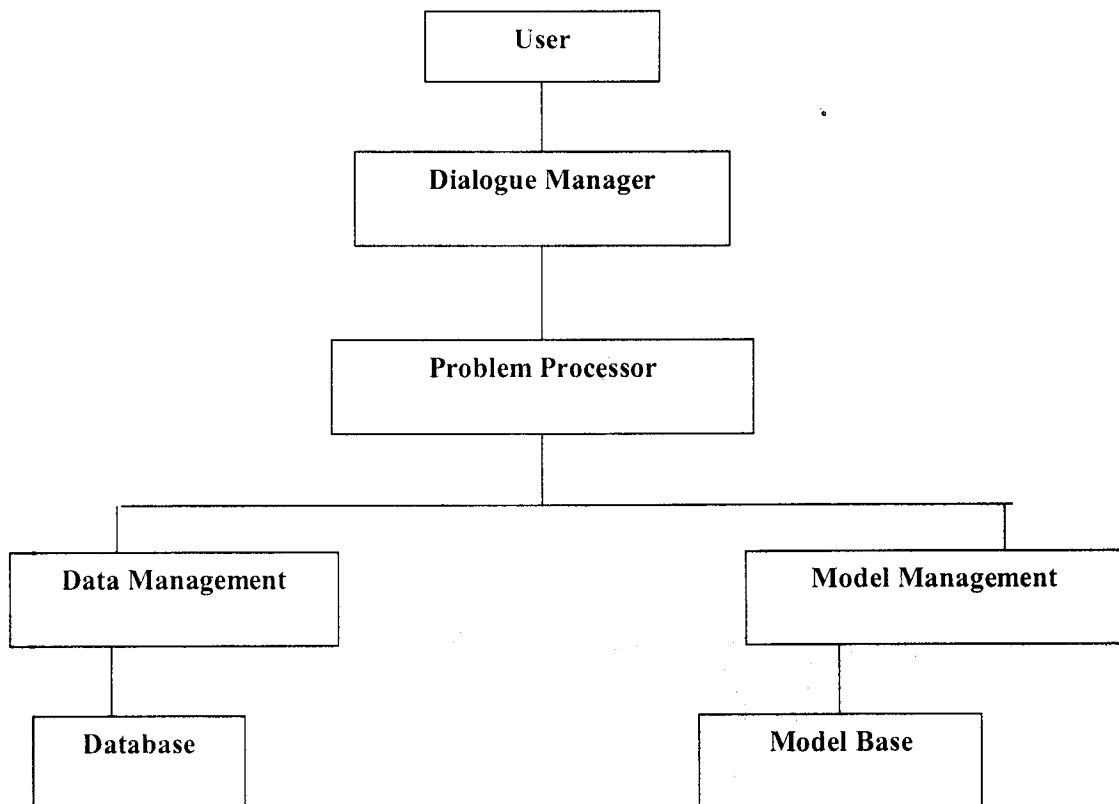 User
Dialogue Manager
Problem Processor
Data Management
Model Management
Database
Model Base